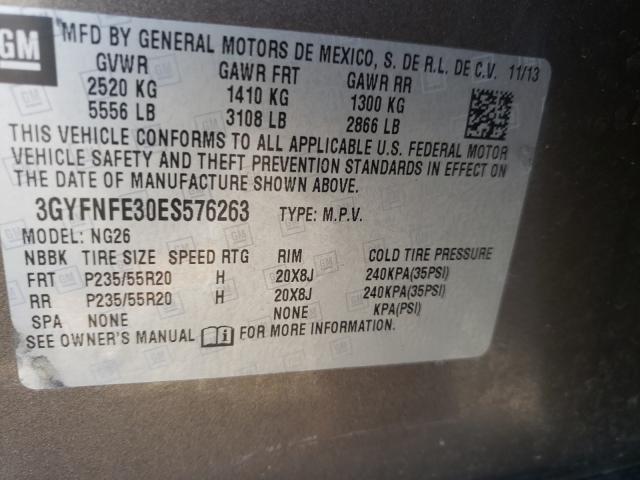 GM
MFD BY GENERAL MOTORS DE MEXICO, S. DE R.L. DE C.V. 11/13
GVWR GAWR FRT GAWR RR
2520 KG 1410 KG 1300 KG
5556 LB 3108 LB 2866 LB
THIS VEHICLE CONFORMS TO ALL APPLICABLE U.S. FEDERAL MOTOR
VEHICLE SAFETY AND THEFT PREVENTION STANDARDS IN EFFECT ON
THE DATE OF MANUFACTURE SHOWN ABOVE.
3GYFNFE30ES576263 TYPE: M.P.V.
MODEL: NG26
NBBK TIRE SIZE SPEED RTG RIM COLD TIRE PRESSURE
FRT P235/55R20 H 20X8J 240KPA(35PSI)
RR P235/55R20 H 20X8J 240KPA(35PSI)
SPA NONE NONE KPA(PSI)
SEE OWNER'S MANUAL i FOR MORE INFORMATION.